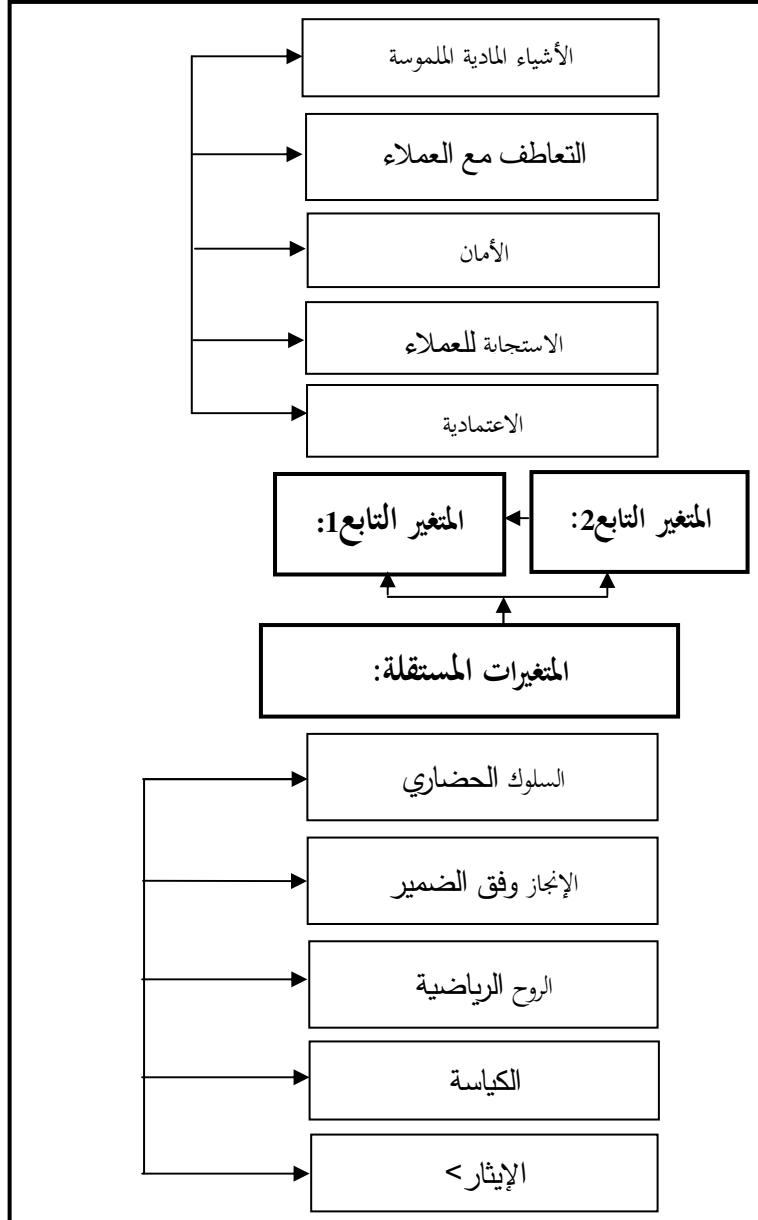 الأشياء المادية الملموسة
التعاطف مع العملاء
الأمان
الاستجابة للعملاء
الاعتمادية
المتغير التابع2:
المتغير التابع1:
المتغيرات المستقلة:
السلوك الحضاري
الإنجاز وفق الضمير
الروح الرياضية
الكياسة
الإيثار>